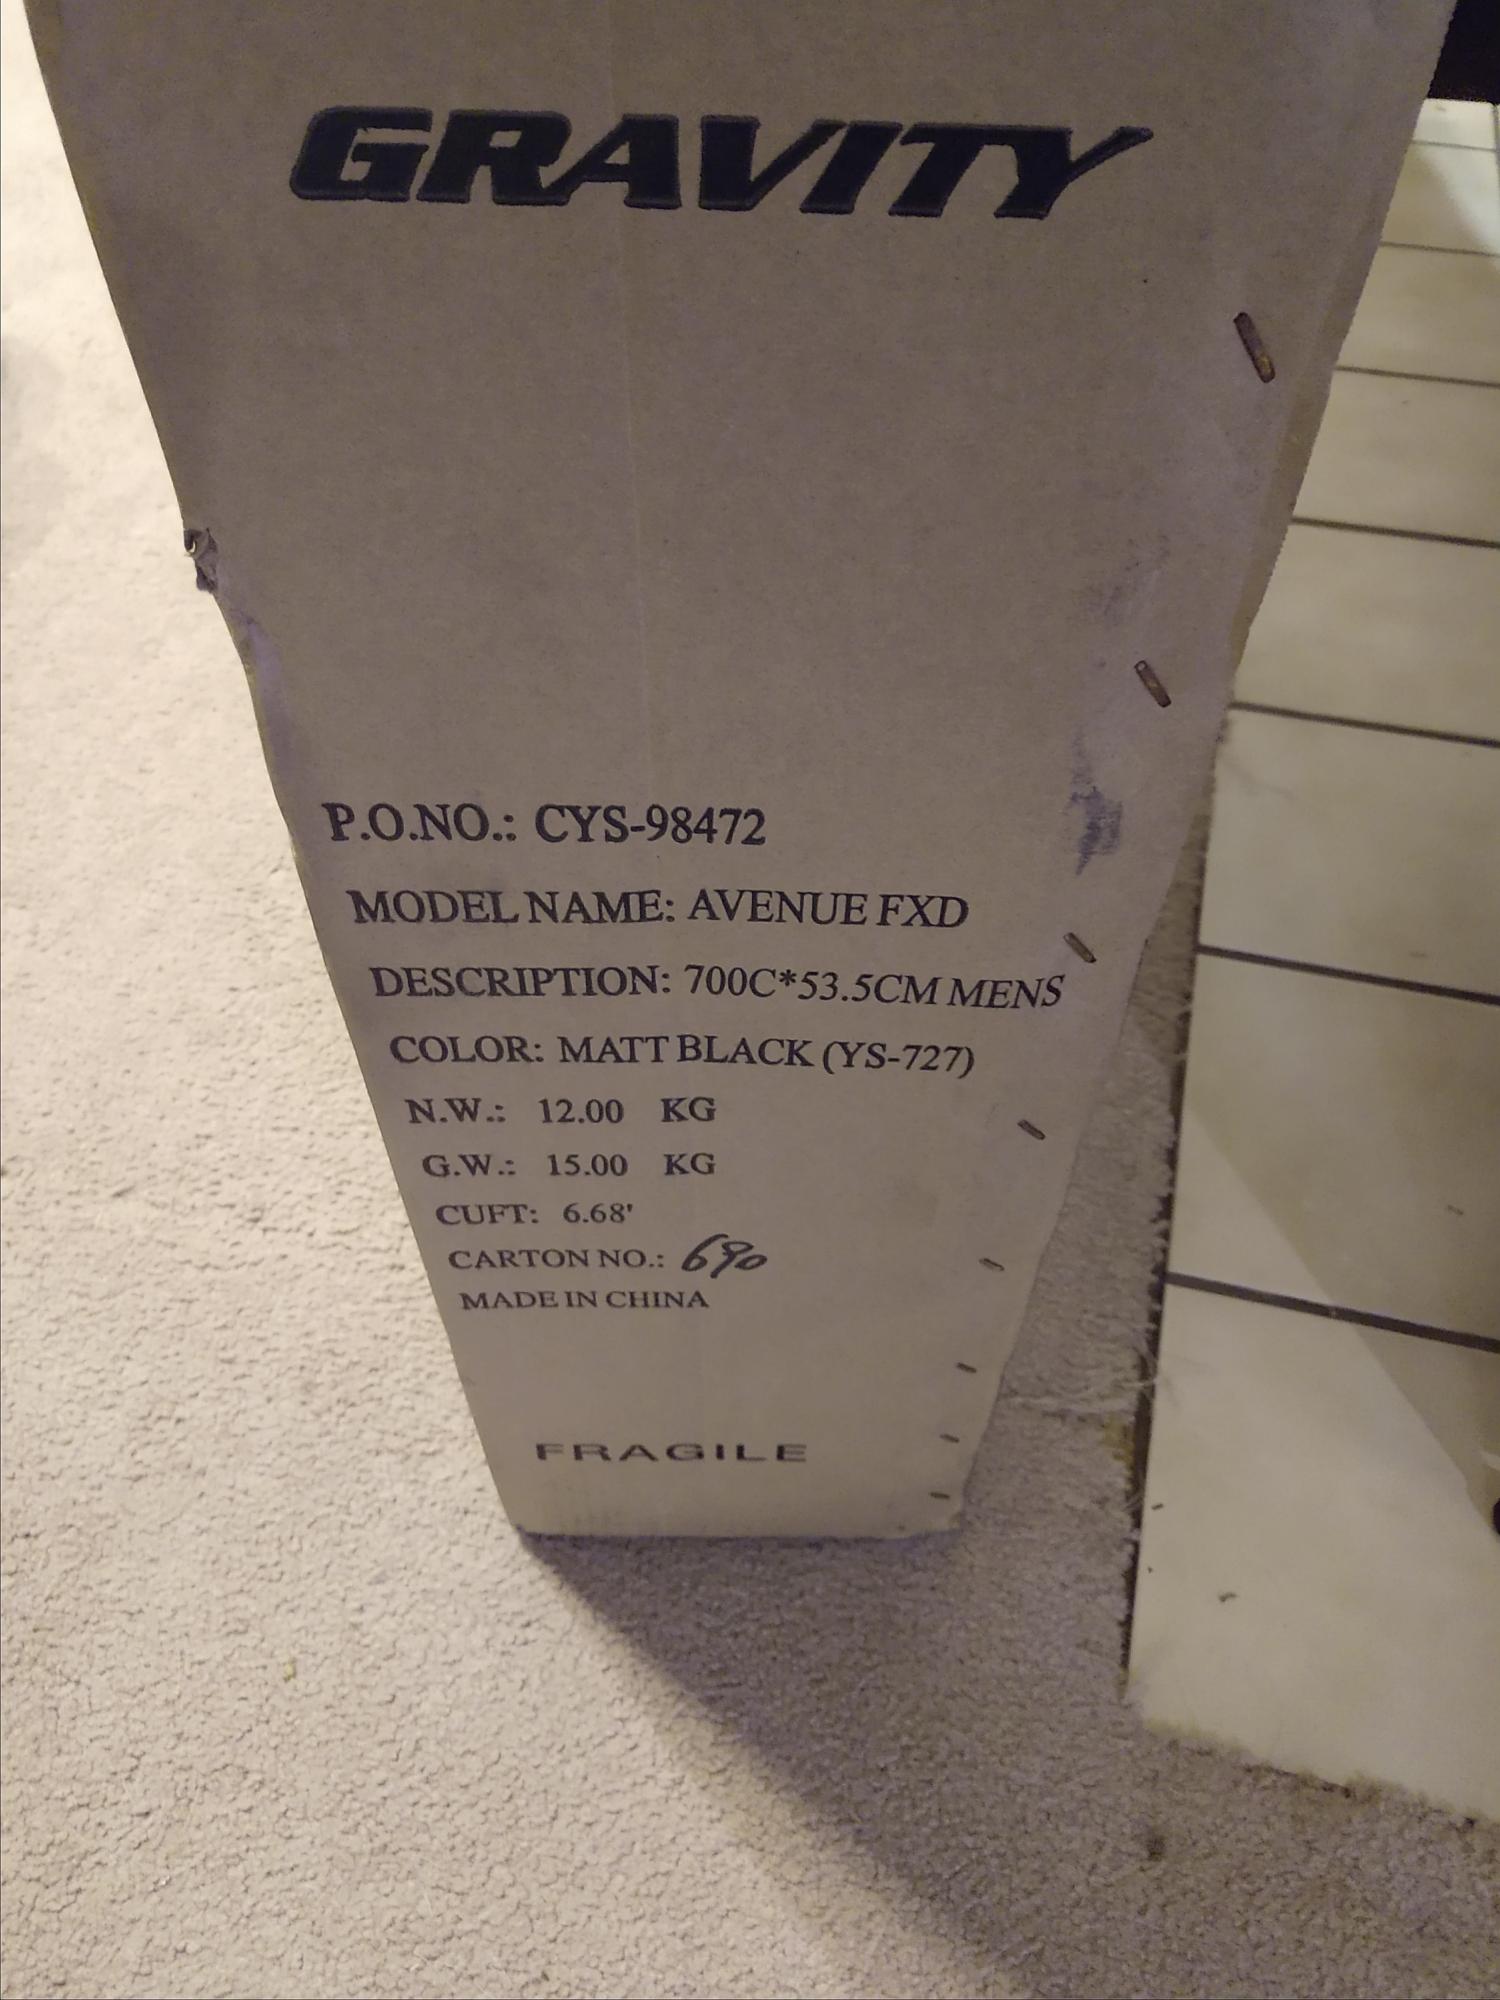 GRAVITY
P.O.NO.: CYS-98472
MODEL NAME: AVENUE FXD
DESCRIPTION: 700C*53.5CM MENS
COLOR: MATT BLACK (YS-727)
N.W.: 12.00 KG
G.W.: 15.00 KG
CUFT: 6.68'
CARTON NO.: 690
MADE IN CHINA
FRAGILE